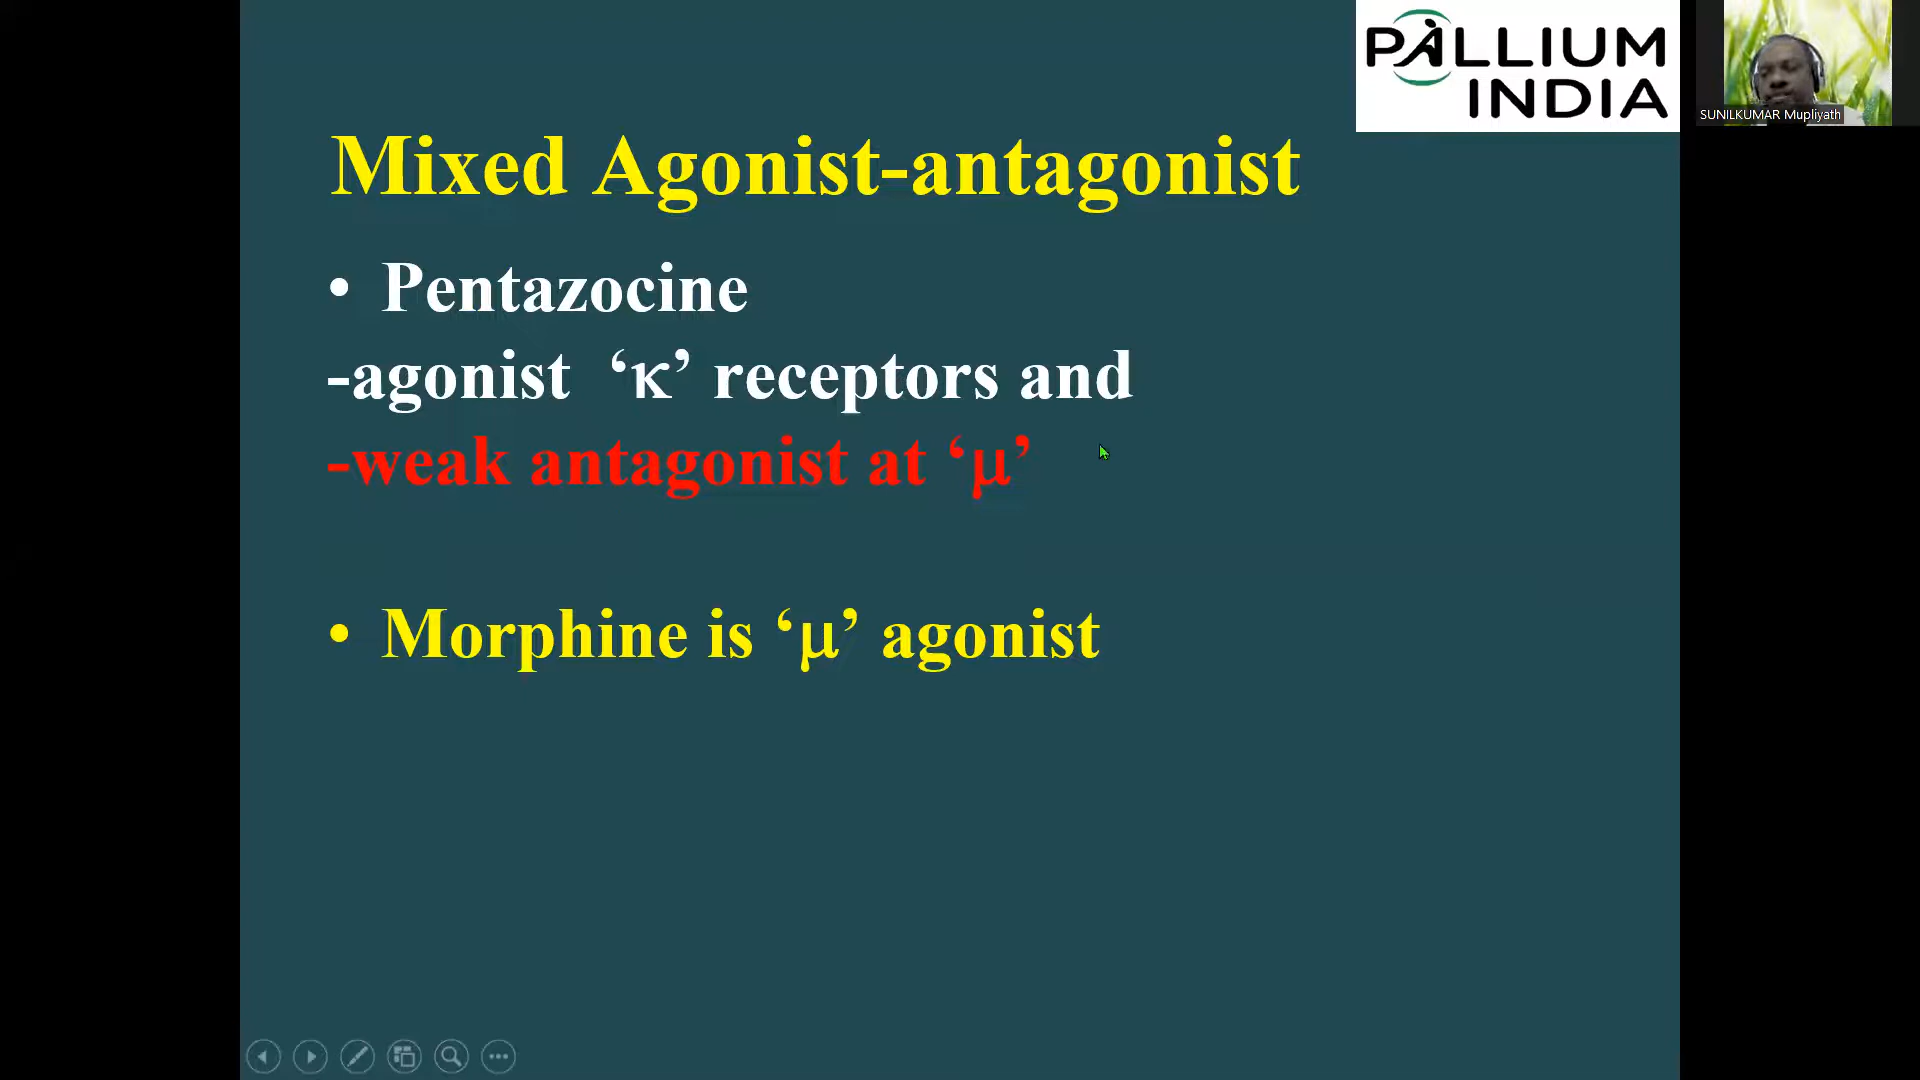 PALLIUM
INDIA
SUNILKUMAR Mupliyath
Mixed Agonist-antagonist
• Pentazocine
-agonist ‘κ’ receptors and
-weak antagonist at ‘μ’
• Morphine is ‘μ’ agonist